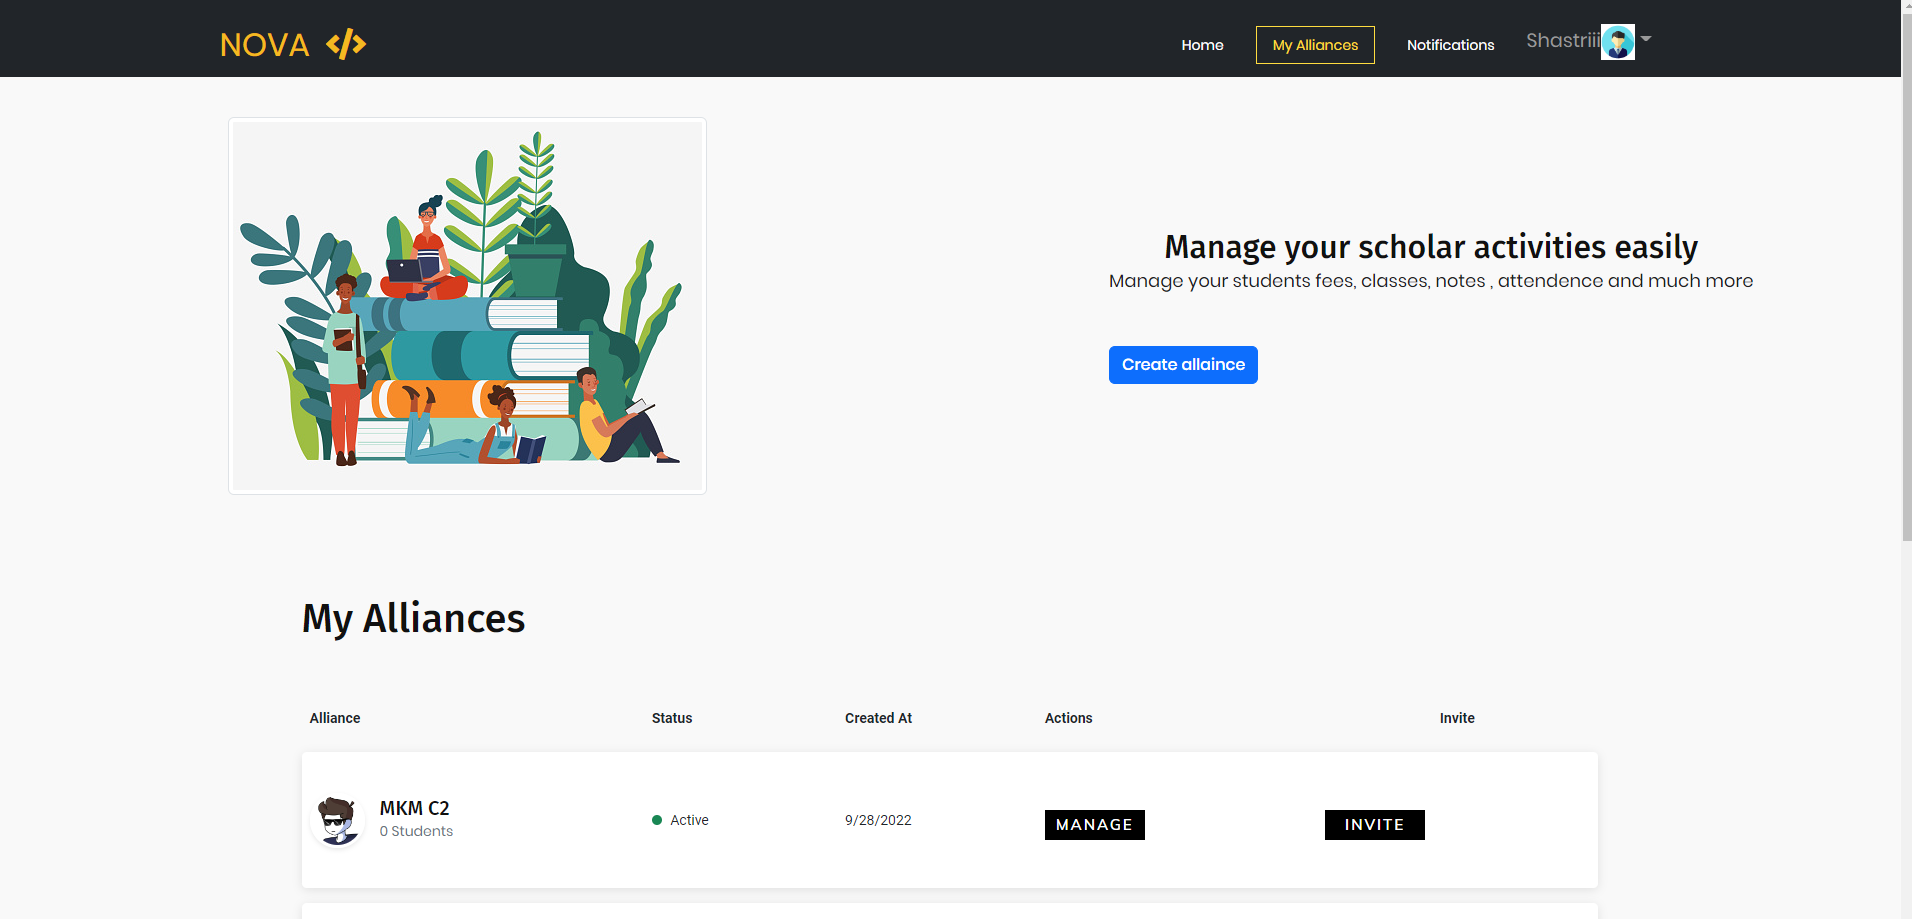 NOVA </>
Home My Alliances Notifications Shastriii
Manage your scholar activities easily
Manage your students fees, classes, notes , attendence and much more
Create allaince
My Alliances
Alliance Status Created At Actions Invite
MKM C2
0 Students
Active 9/28/2022 MANAGE INVITE